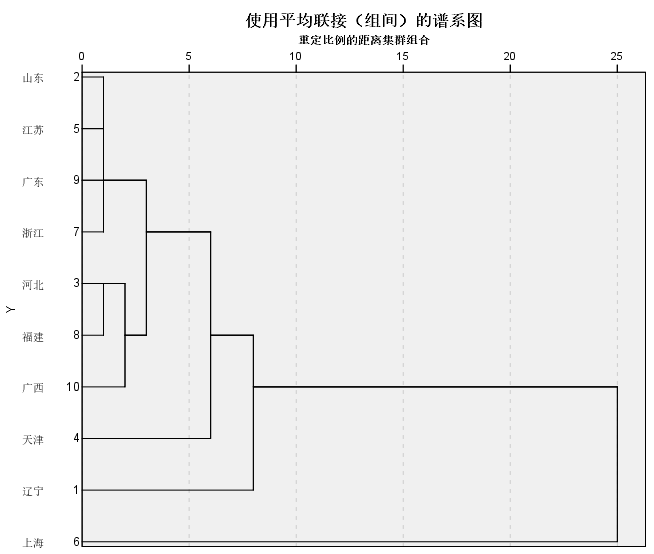 使用平均联接（组间）的谱系图
重定比例的距离集群组合
0 5 10 15 20 25
山东 2
江苏 5
广东 9
浙江 7
河北 3
Y
福建 8
广西 10
天津 4
辽宁 1
上海 6